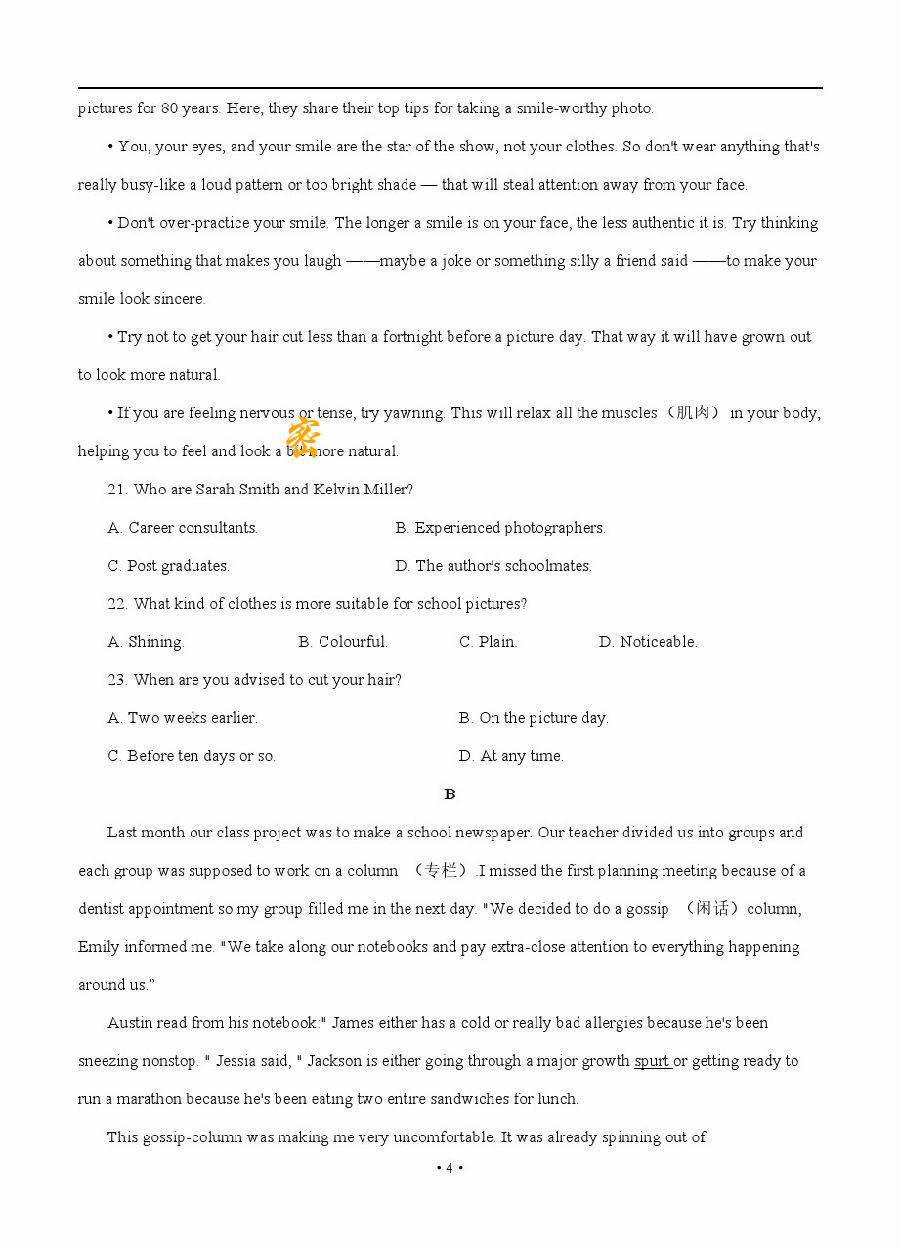 pictures for 80 years. Here, they share their top tips for taking a smile-worthy photo.
• You, your eyes, and your smile are the star of the show, not your clothes. So don't wear anything that's
really busy-like a loud pattern or too bright shade — that will steal attention away from your face.
• Don't over-practice your smile. The longer a smile is on your face, the less authentic it is. Try thinking
about something that makes you laugh ——maybe a joke or something silly a friend said ——to make your
smile look sincere.
• Try not to get your hair cut less than a fortnight before a picture day. That way it will have grown out
to look more natural.
• If you are feeling nervous or tense, try yawning. This will relax all the muscles（肌肉） in your body,
helping you to feel and look a bit more natural.
密
21. Who are Sarah Smith and Kelvin Miller?
A. Career consultants. B. Experienced photographers.
C. Post graduates. D. The author's schoolmates.
22. What kind of clothes is more suitable for school pictures?
A. Shining. B. Colourful. C. Plain. D. Noticeable.
23. When are you advised to cut your hair?
A. Two weeks earlier. B. On the picture day.
C. Before ten days or so. D. At any time.
B
Last month our class project was to make a school newspaper. Our teacher divided us into groups and
each group was supposed to work on a column （专栏）.I missed the first planning meeting because of a
dentist appointment so my group filled me in the next day. "We decided to do a gossip （闲话）column,
Emily informed me. "We take along our notebooks and pay extra-close attention to everything happening
around us."
Austin read from his notebook:" James either has a cold or really bad allergies because he's been
sneezing nonstop. " Jessia said, " Jackson is either going through a major growth spurt or getting ready to
run a marathon because he's been eating two entire sandwiches for lunch.
This gossip-column was making me very uncomfortable. It was already spinning out of
• 4 •